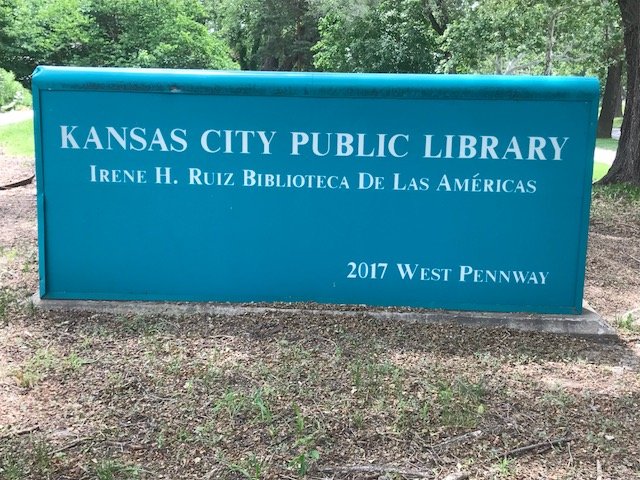 KANSAS CITY PUBLIC LIBRARY
IRENE H. RUIZ BIBLIOTECA DE LAS AMÉRICAS
2017 WEST PENNWAY